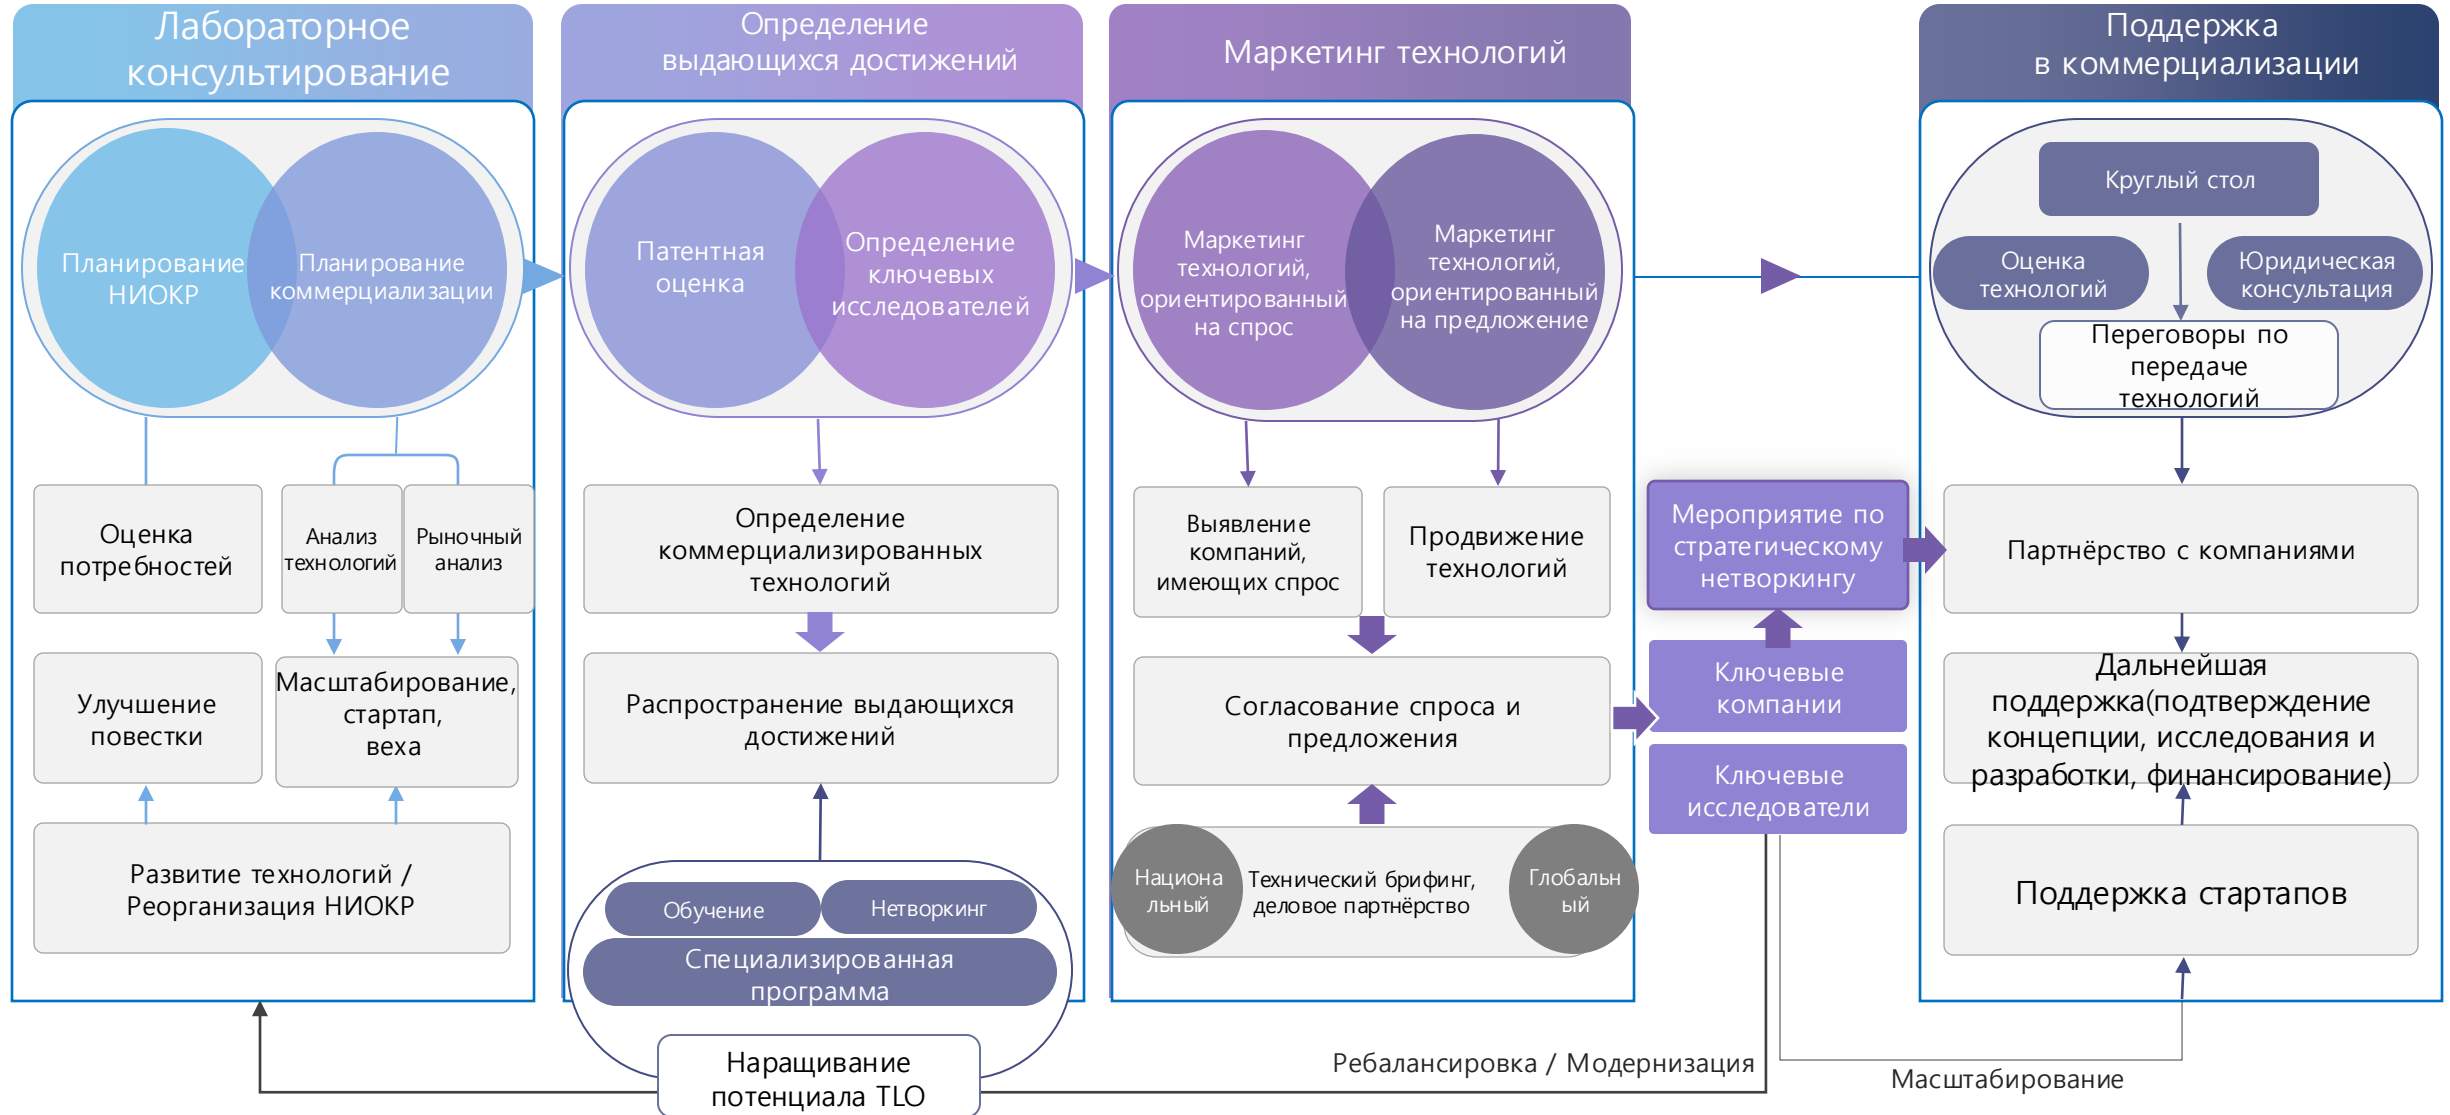 Лабораторное
консультирование
Определение
выдающихся достижений
Маркетинг технологий
Поддержка
в коммерциализации
Планирование
НИОКР
Планирование
коммерциализации
Патентная
оценка
Определение
ключевых
исследователей
Маркетинг
технологий,
ориентированный
на спрос
Маркетинг
технологий,
ориентированный
на предложение
Круглый стол
Оценка
технологий
Юридическая
консультация
Переговоры по
передаче
технологий
Оценка
потребностей
Анализ
технологий
Рыночный
анализ
Определение
коммерциализированных
технологий
Выявление
компаний,
имеющих спрос
Продвижение
технологий
Мероприятие по
стратегическому
нетворкингу
Партнёрство с компаниями
Улучшение
повестки
Масштабирование,
стартап,
веха
Распространение выдающихся
достижений
Согласование спроса и
предложения
Ключевые
компании
Ключевые
исследователи
Дальнейшая
поддержка(подтверждение
концепции, исследования и
разработки, финансирование)
Развитие технологий /
Реорганизация НИОКР
Обучение
Нетворкинг
Специализированная
программа
Национа
льный
Технический брифинг,
деловое партнёрство
Глобальн
ый
Поддержка стартапов
Наращивание
потенциала TLO
Ребалансировка / Модернизация
Масштабирование